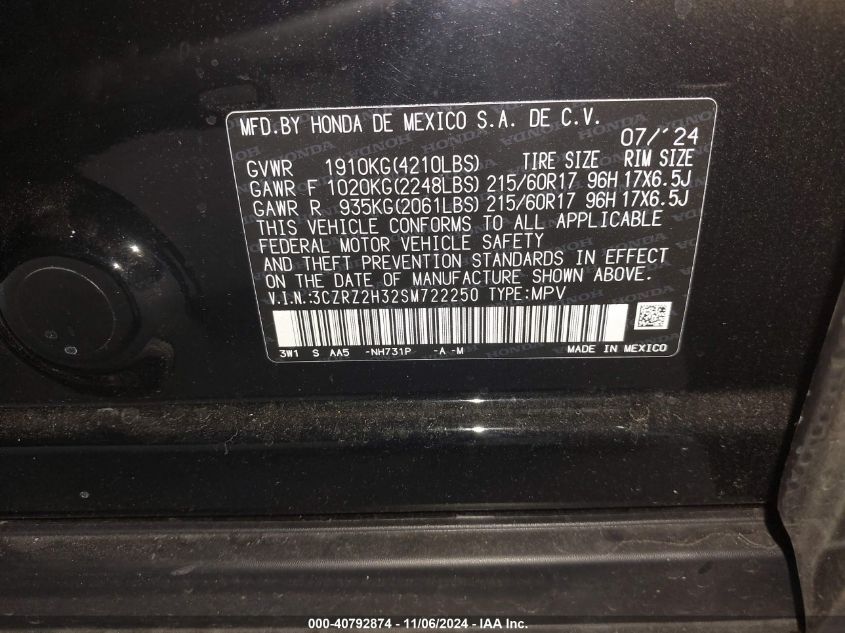 MFD.BY HONDA DE MEXICO S.A. DE C.V.
07/'24
GVWR 1910KG(4210LBS) TIRE SIZE RIM SIZE
GAWR F 1020KG(2248LBS) 215/60R17 96H 17X6.5J
GAWR R 935KG(2061LBS) 215/60R17 96H 17X6.5J
THIS VEHICLE CONFORMS TO ALL APPLICABLE
FEDERAL MOTOR VEHICLE SAFETY
AND THEFT PREVENTION STANDARDS IN EFFECT
ON THE DATE OF MANUFACTURE SHOWN ABOVE.
V.I.N.:3CZRZ2H32SM722250 TYPE:MPV
3W1 S AA5 -NH731P -A -M MADE IN MEXICO
000-40792874 - 11/06/2024 - IAA Inc.